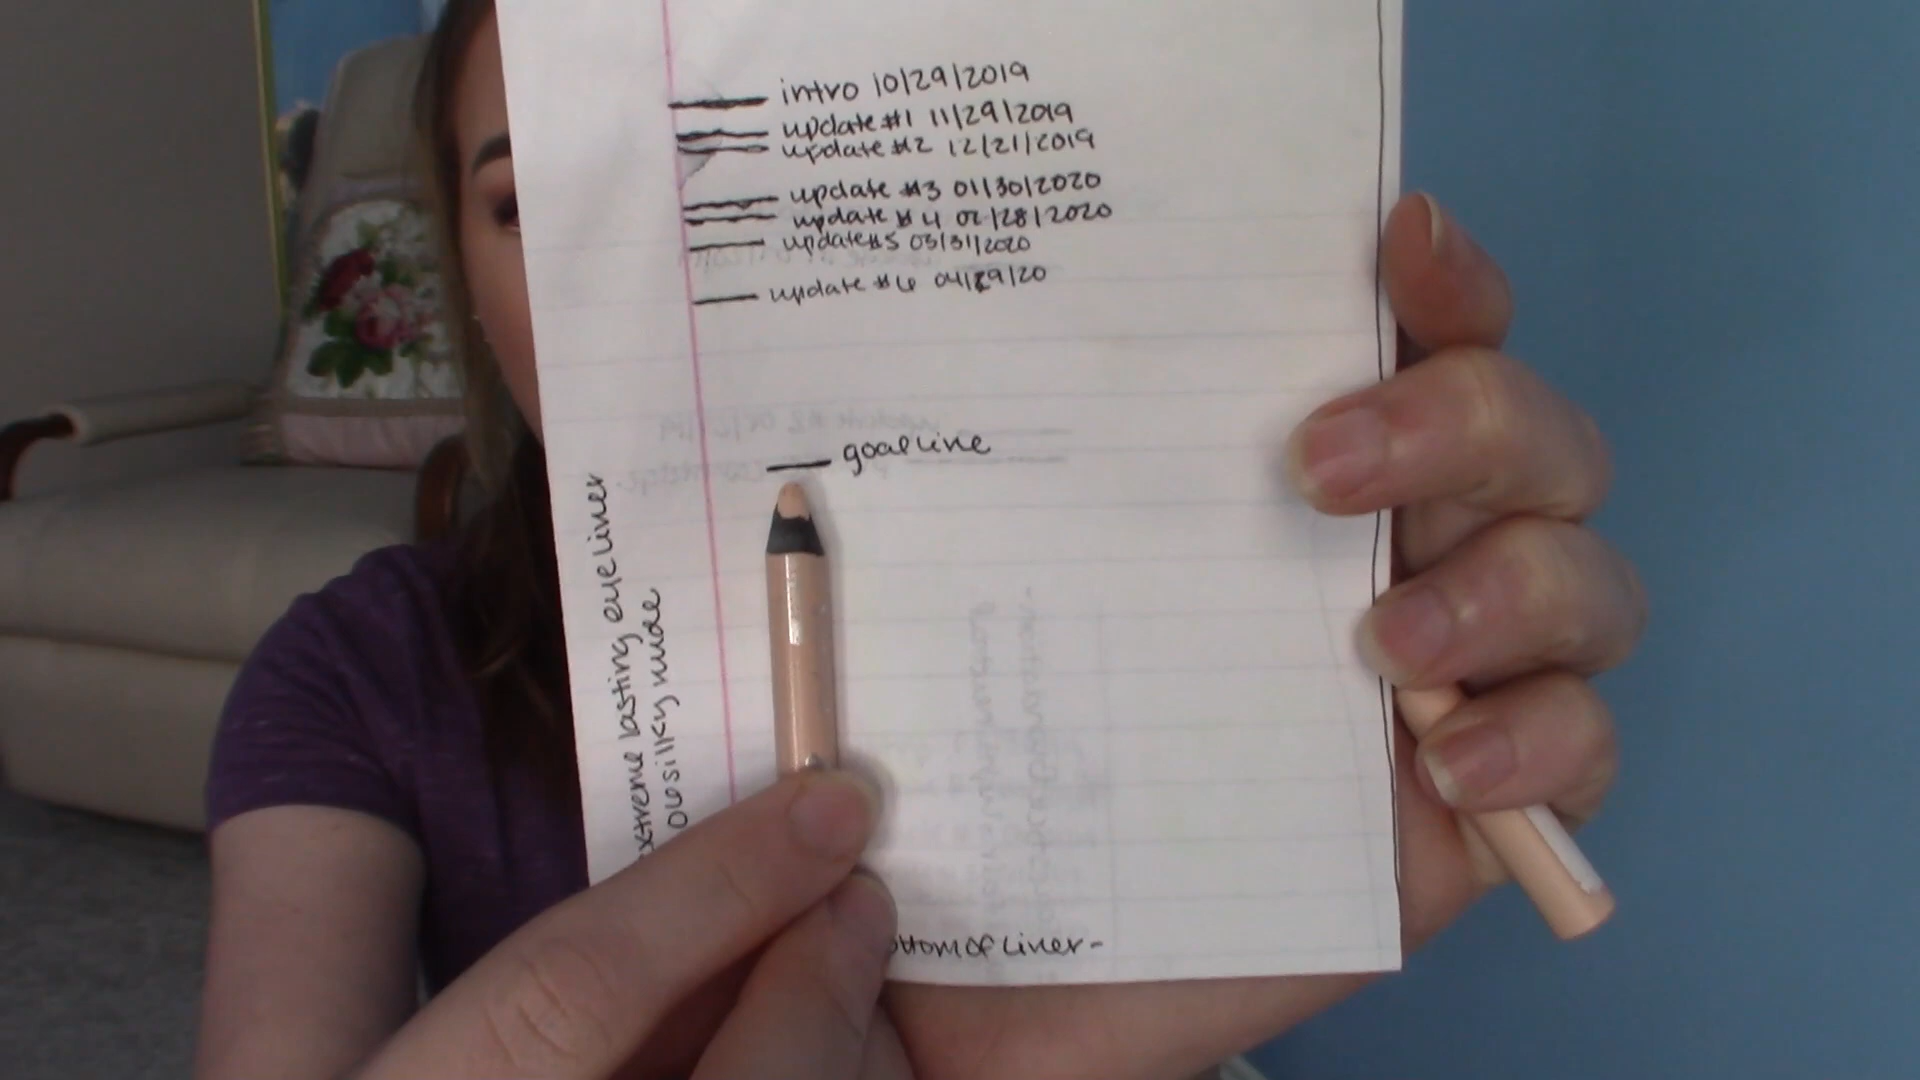 intro 10/29/2019
update #1 11/29/2019
update #2 12/21/2019
update #3 01/30/2020
update #4 02/28/2020
update #5 03/31/2020
update #6 04/29/20
goal line
extreme lasting eyeliner
06 silky nude
ottom of liner -